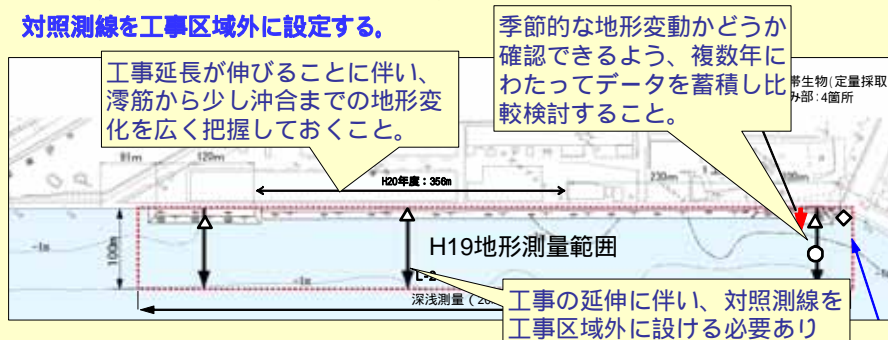 対照測線を工事区域外に設定する。
工事延長が伸びることに伴い、
澪筋から少し沖合までの地形変
化を広く把握しておくこと。
季節的な地形変動かどうか
確認できるよう、複数年に
わたってデータを蓄積し比
較検討すること。
帯生物(定量採取
み部:4箇所
81m
120m
230m
100m
H20年度:356m
100m
H19地形測量範囲
-1m
L-2
深浅測量(20
工事の延伸に伴い、対照測線を
工事区域外に設ける必要あり